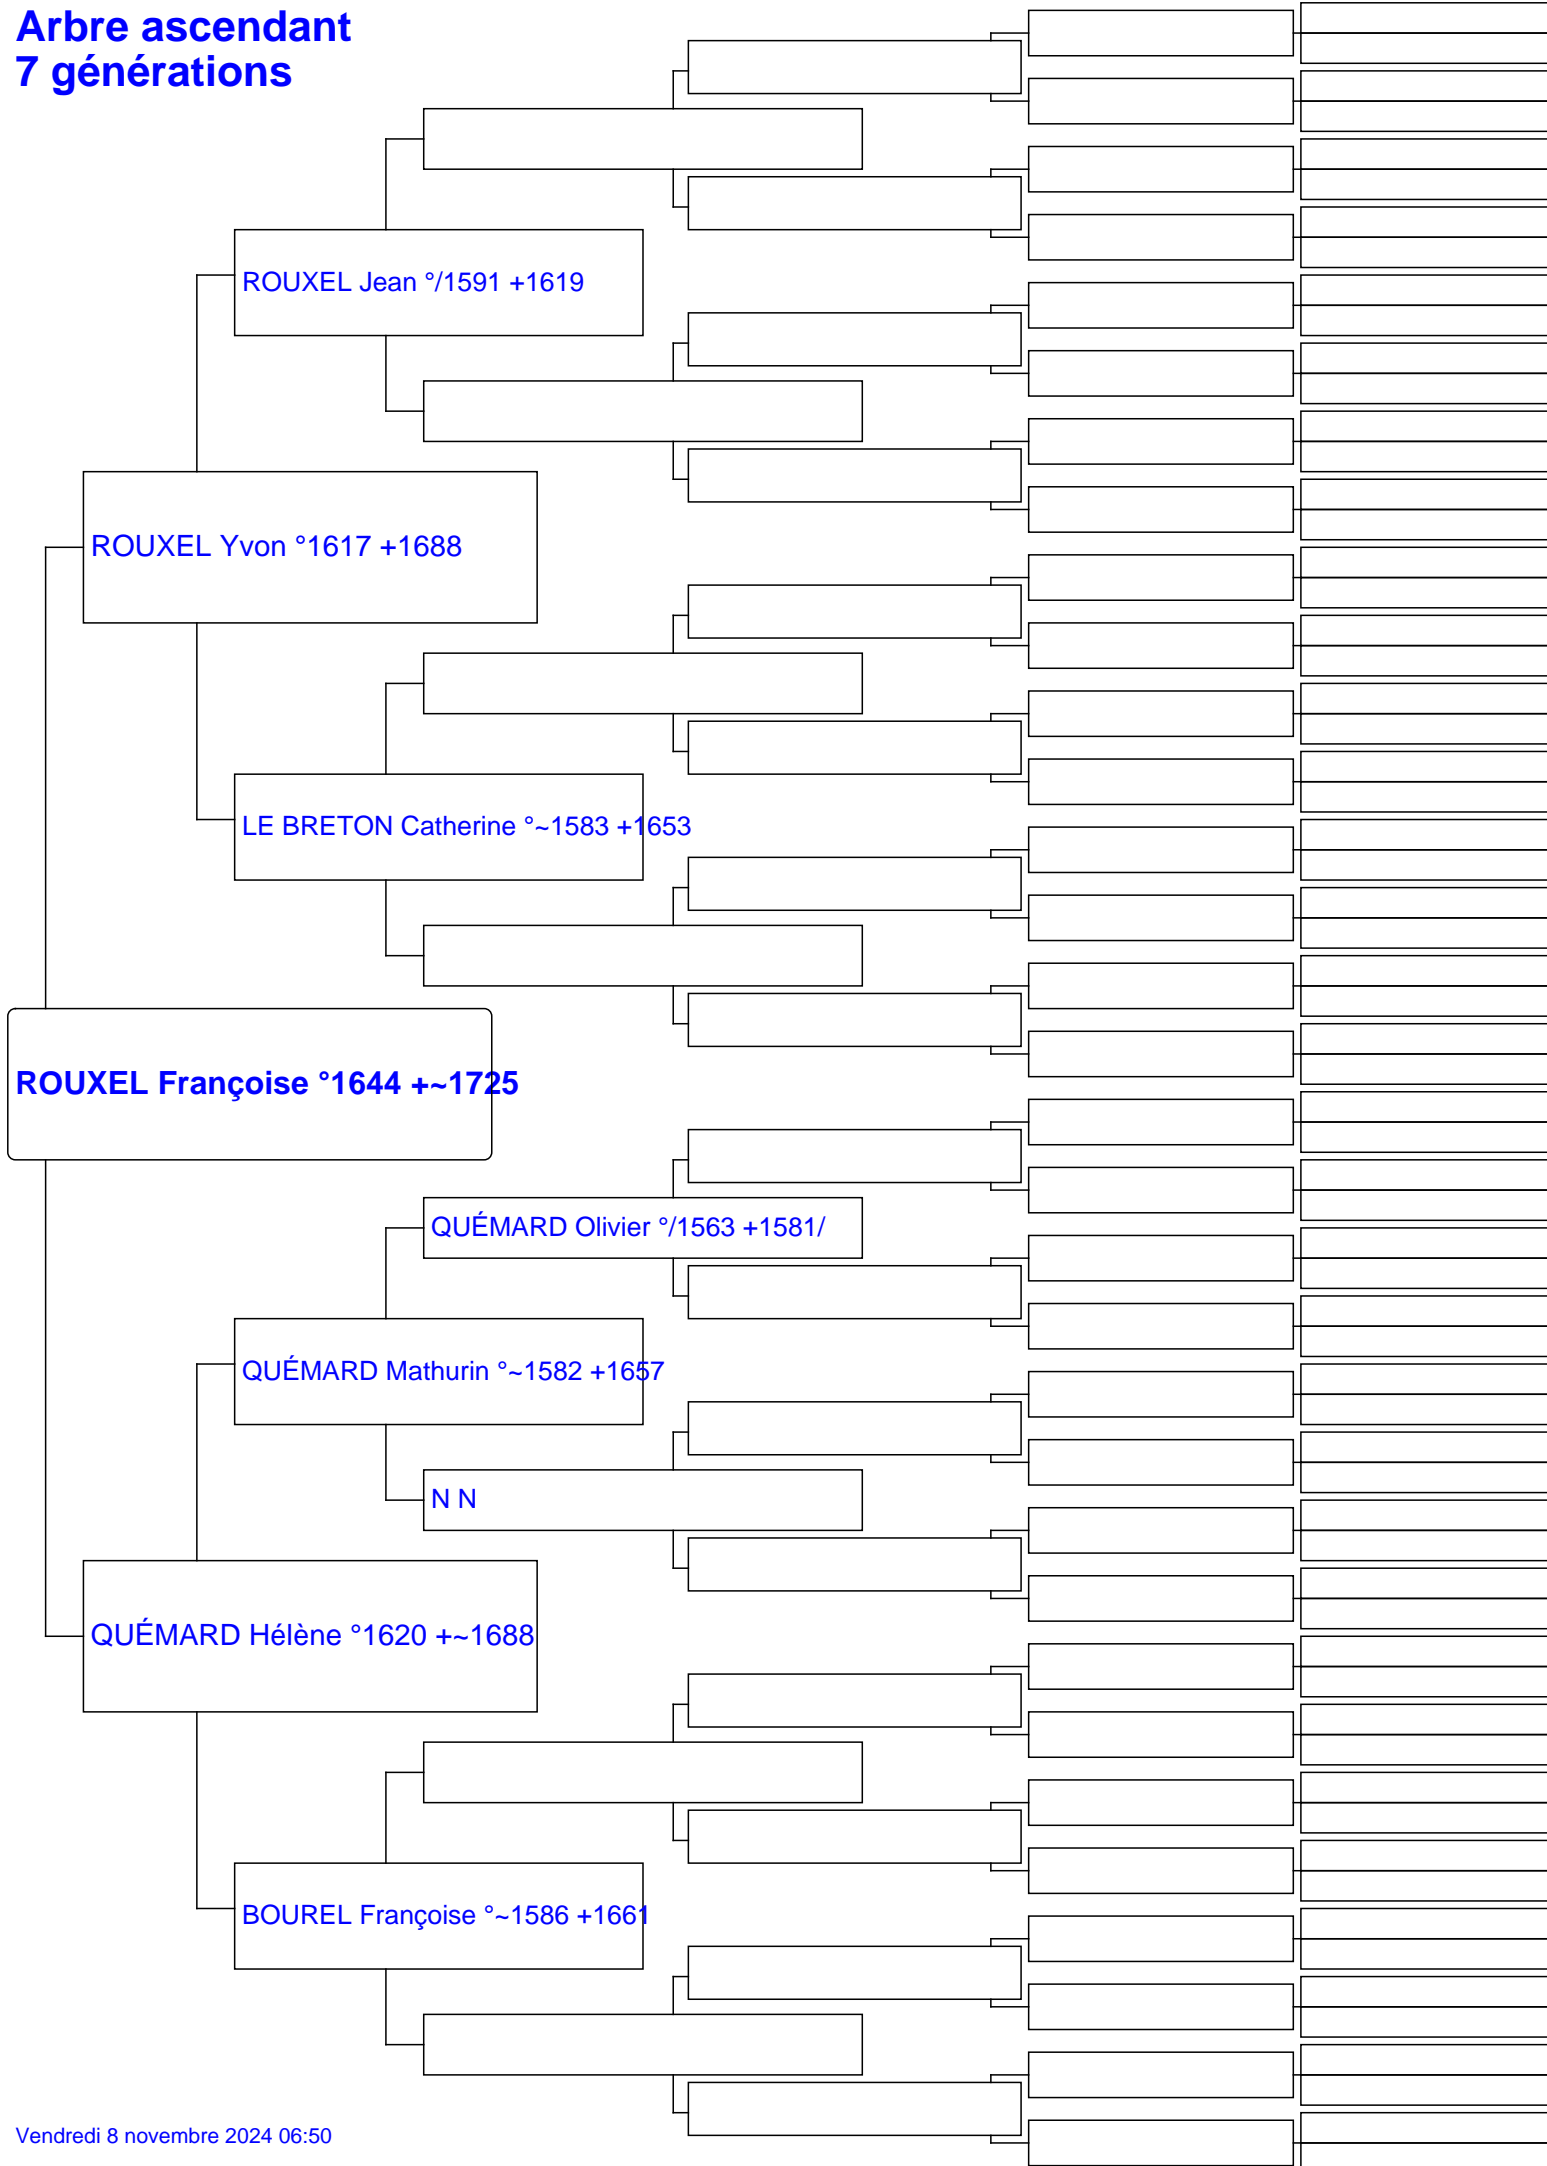 Arbre ascendant
7 générations
ROUXEL Jean °/1591 +1619
ROUXEL Yvon °1617 +1688
LE BRETON Catherine °~1583 +1653
ROUXEL Françoise °1644 +~1725
QUÉMARD Olivier °/1563 +1581/
QUÉMARD Mathurin °~1582 +1657
N N
QUÉMARD Hélène °1620 +~1688
BOUREL Françoise °~1586 +1661
Vendredi 8 novembre 2024 06:50